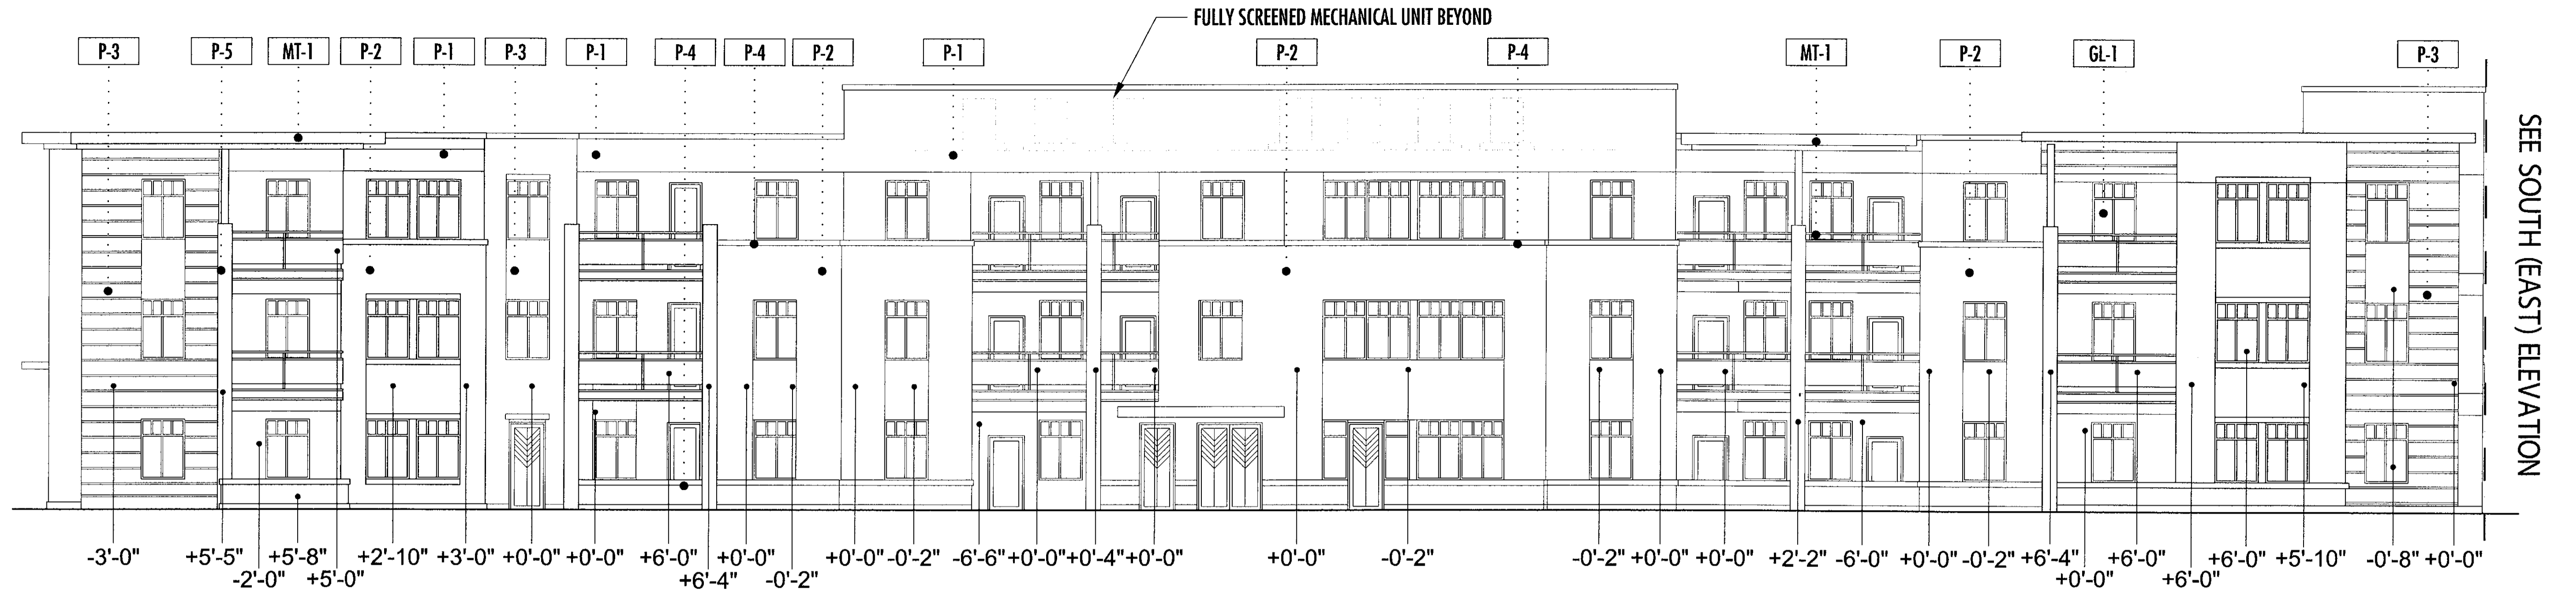 FULLY SCREENED MECHANICAL UNIT BEYOND
P-3 P-5 MT-1 P-2 P-1 P-3 P-1 P-4 P-4 P-2 P-1 P-2 P-4 MT-1 P-2 GL-1 P-3
SEE SOUTH (EAST) ELEVATION
-3'-0" +5'-5" +5'-8" +2'-10" +3'-0" +0'-0" +0'-0" +6'-0" +0'-0" +0'-0" -0'-2" -6'-6" +0'-0" +0'-4" +0'-0" +0'-0" -0'-2" -0'-2" +0'-0" +0'-0" +2'-2" -6'-0" +0'-0" -0'-2" +6'-4" +6'-0" +6'-0" +5'-10" -0'-8" +0'-0"
-2'-0" +5'-0" +6'-4" -0'-2" +0'-0" +6'-0"